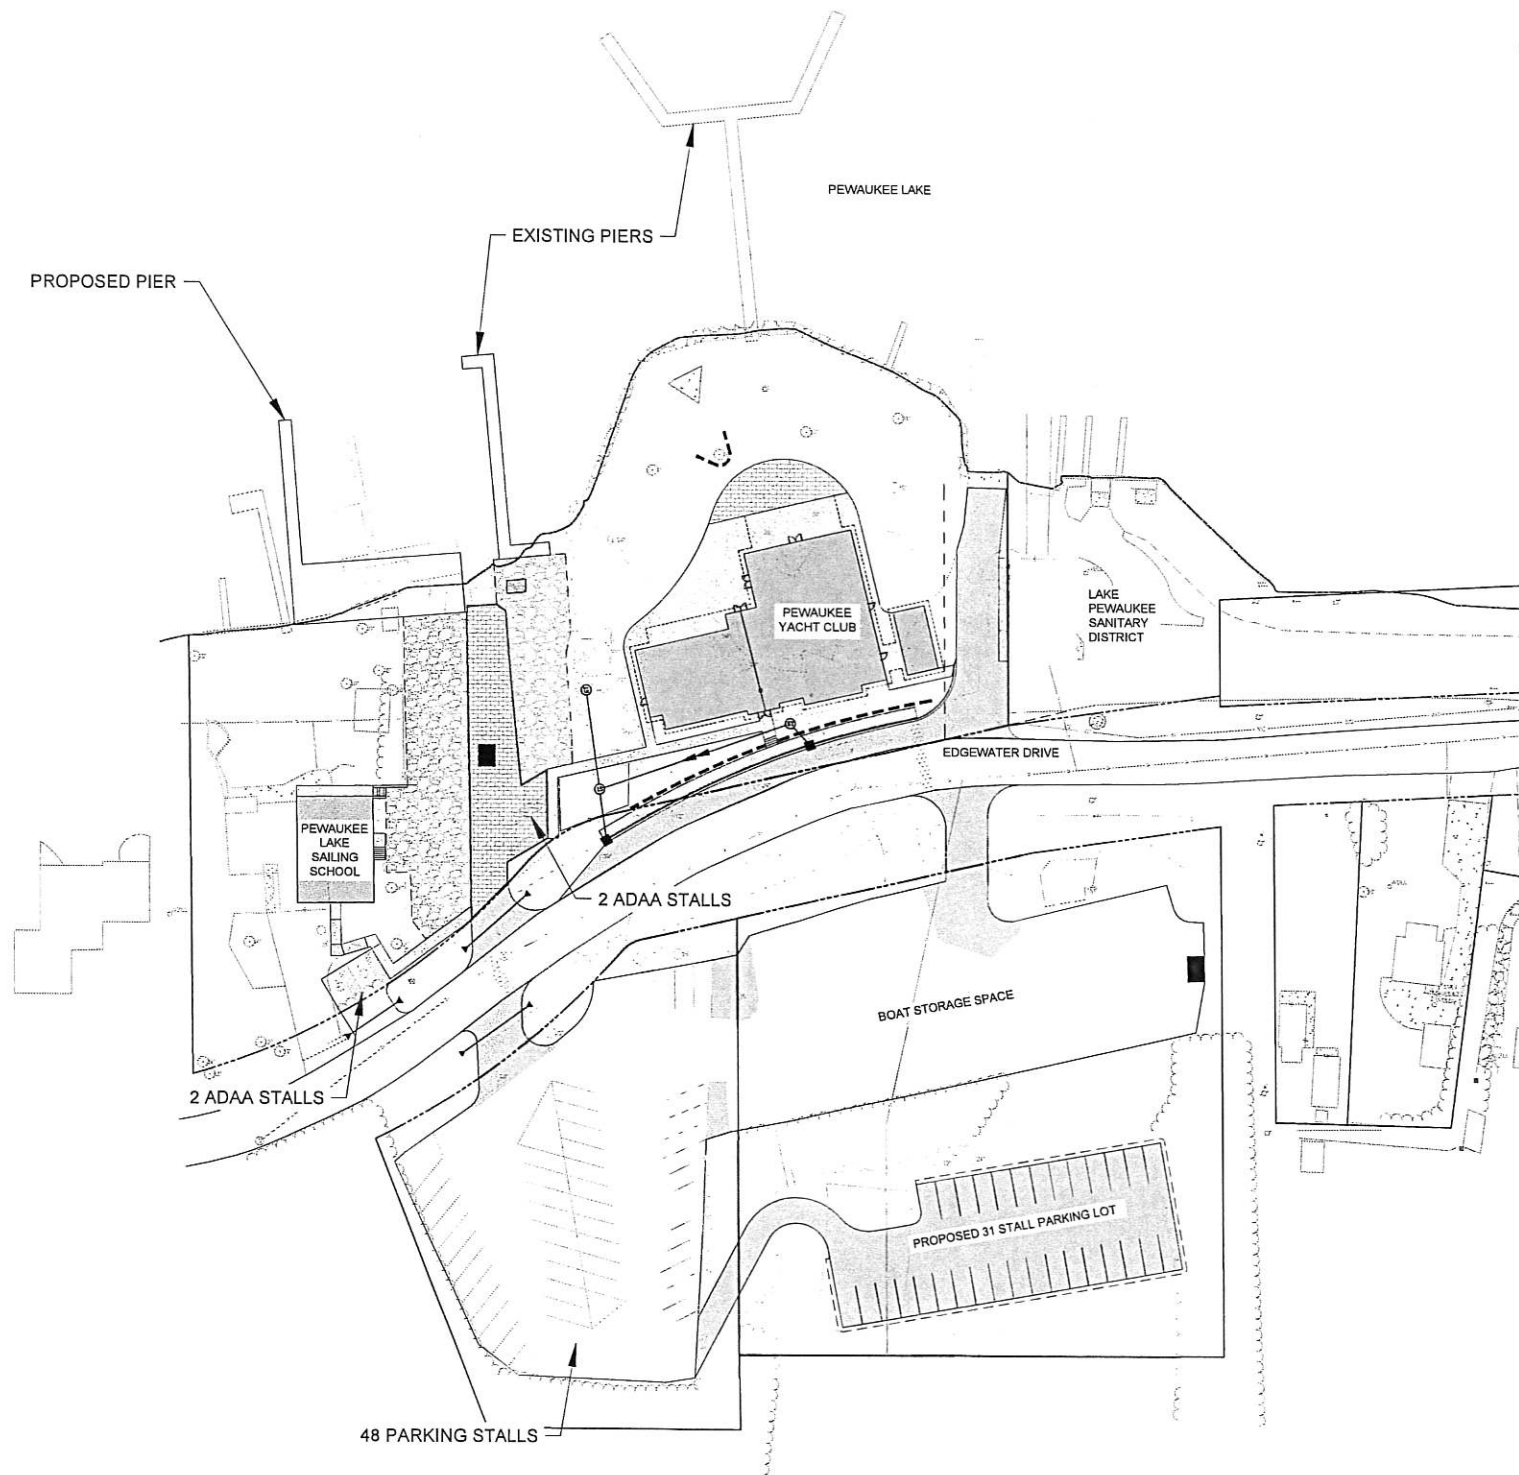 PEWAUKEE LAKE
EXISTING PIERS
PROPOSED PIER
PEWAUKEE
YACHT CLUB
LAKE
PEWAUKEE
SANITARY
DISTRICT
EDGEWATER DRIVE
PEWAUKEE
LAKE
SAILING
SCHOOL
2 ADAA STALLS
BOAT STORAGE SPACE
2 ADAA STALLS
PROPOSED 31 STALL PARKING LOT
48 PARKING STALLS